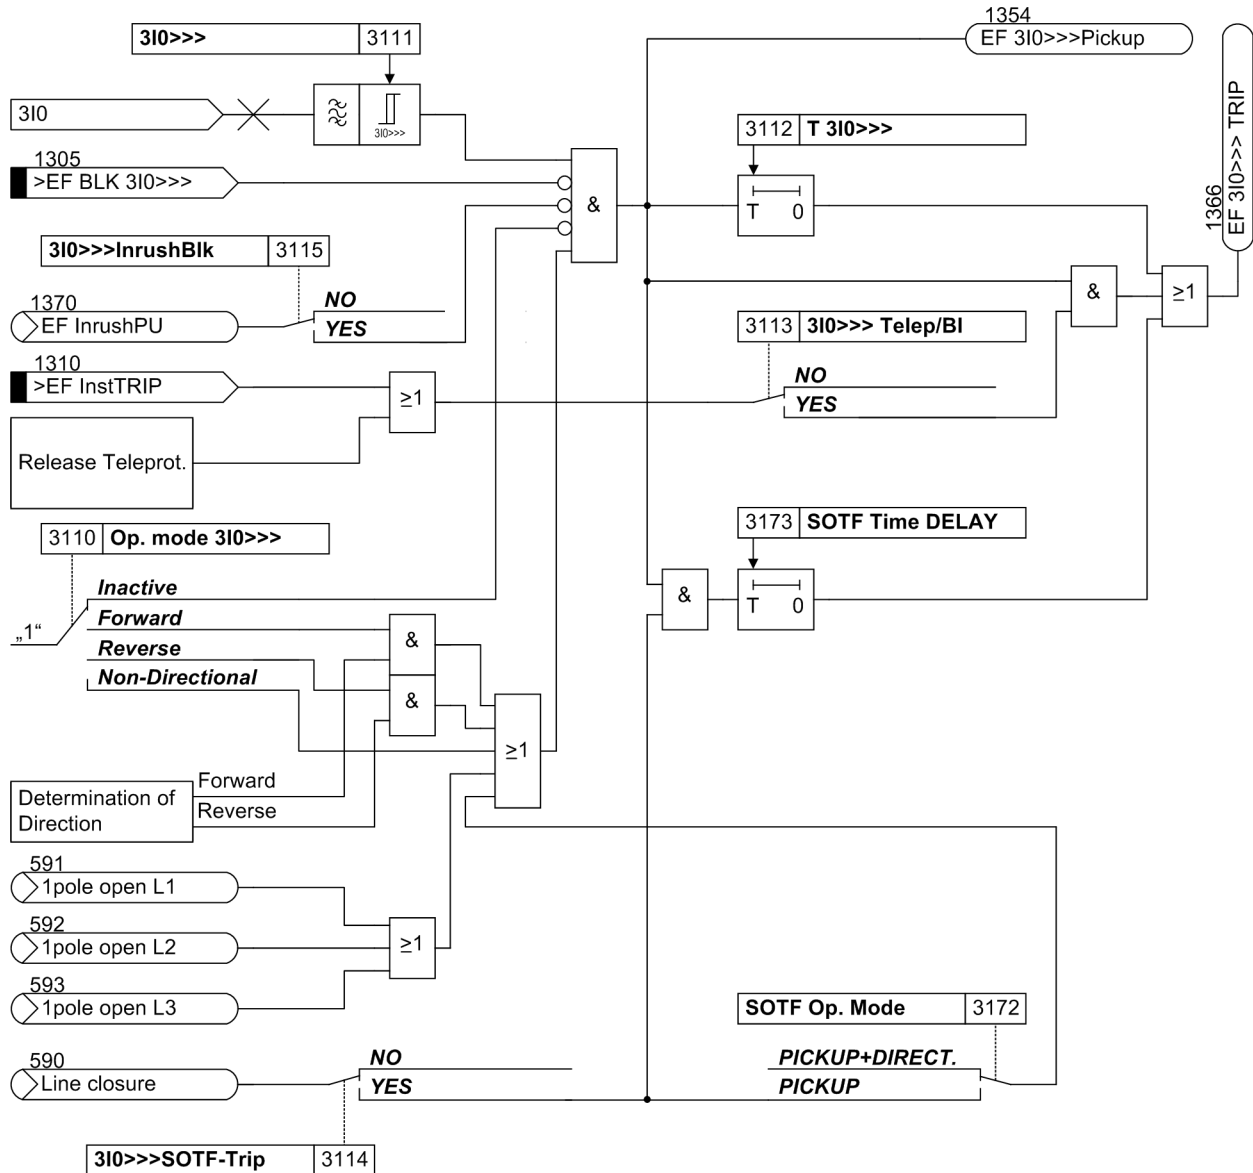 1354
EF 3I0>>>Pickup
3I0>>> 3111
3I0
3I0>>>
1305
>EF BLK 3I0>>>
&
3112 T 3I0>>>
T 0
1366
EF 3I0>>> TRIP
3I0>>>InrushBlk 3115
1370
EF InrushPU
NO
YES
&
≥1
3113 3I0>>> Telep/BI
NO
YES
1310
>EF InstTRIP
≥1
Release Teleprot.
3110 Op. mode 3I0>>>
„1“
Inactive
Forward
Reverse
Non-Directional
&
&
≥1
3173 SOTF Time DELAY
&
T 0
Determination of
Direction
Forward
Reverse
591
1pole open L1
592
1pole open L2
593
1pole open L3
≥1
SOTF Op. Mode 3172
PICKUP+DIRECT.
PICKUP
590
Line closure
NO
YES
3I0>>>SOTF-Trip 3114